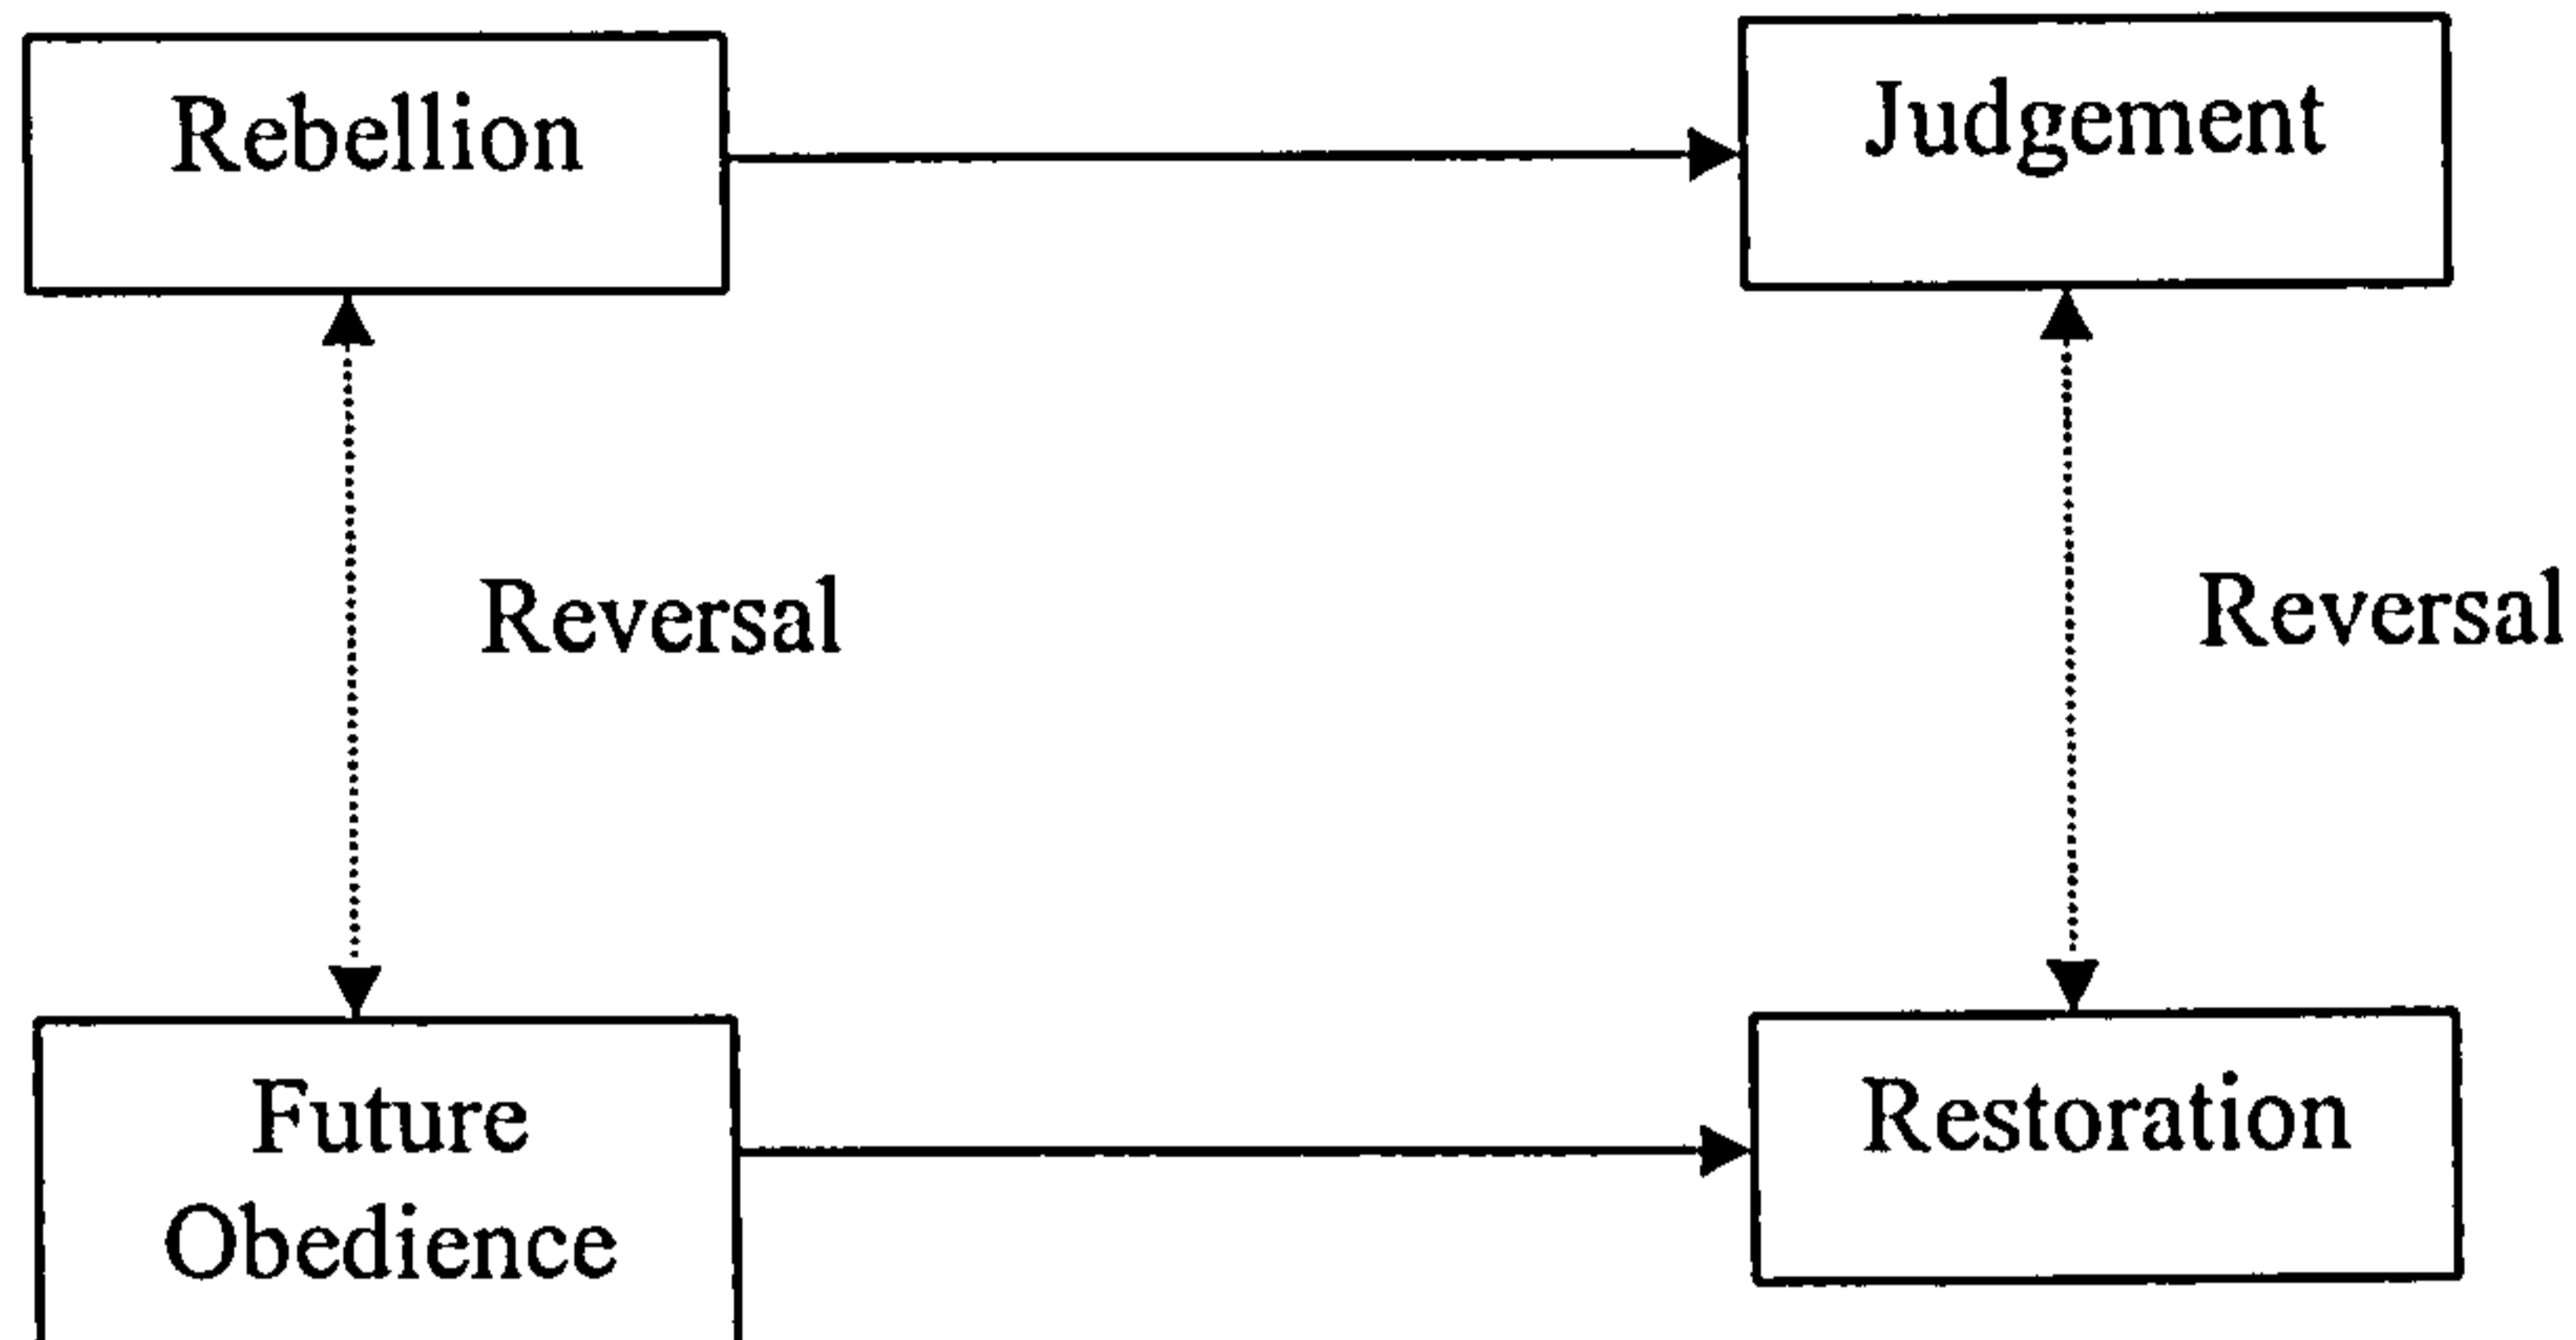 Rebellion
Judgement
Reversal
Reversal
Future
Obedience
Restoration